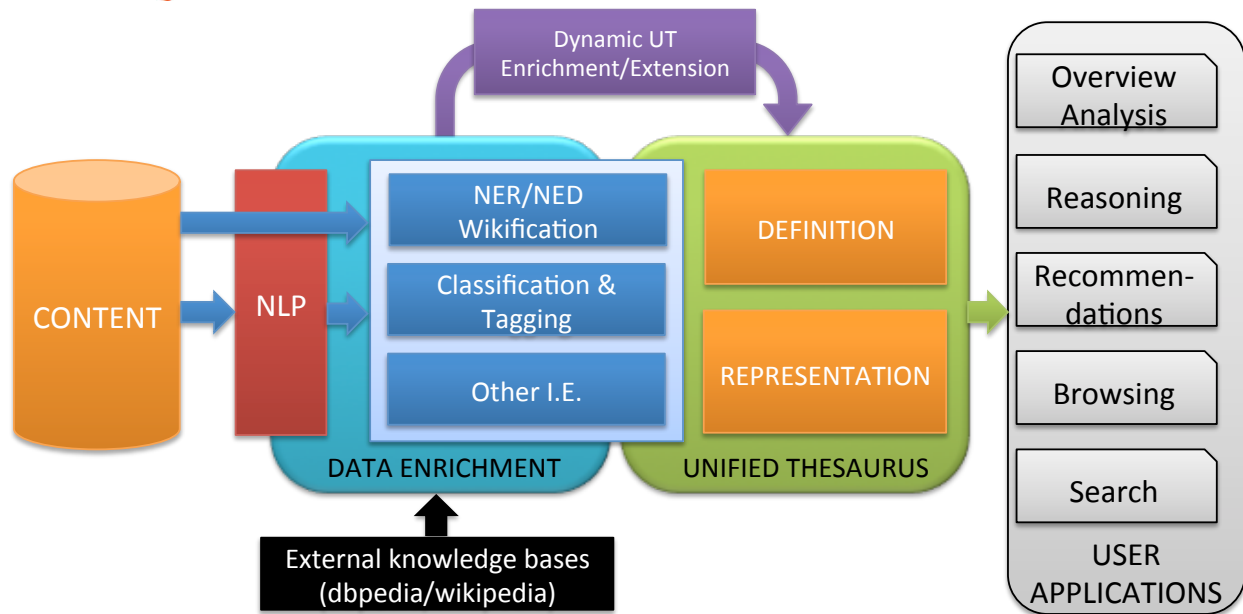 Dynamic UT
Enrichment/Extension
CONTENT
NLP
NER/NED
Wikification
Classification &
Tagging
Other I.E.
DATA ENRICHMENT
External knowledge bases
(dbpedia/wikipedia)
DEFINITION
REPRESENTATION
UNIFIED THESAURUS
Overview
Analysis
Reasoning
Recommen-
dations
Browsing
Search
USER
APPLICATIONS